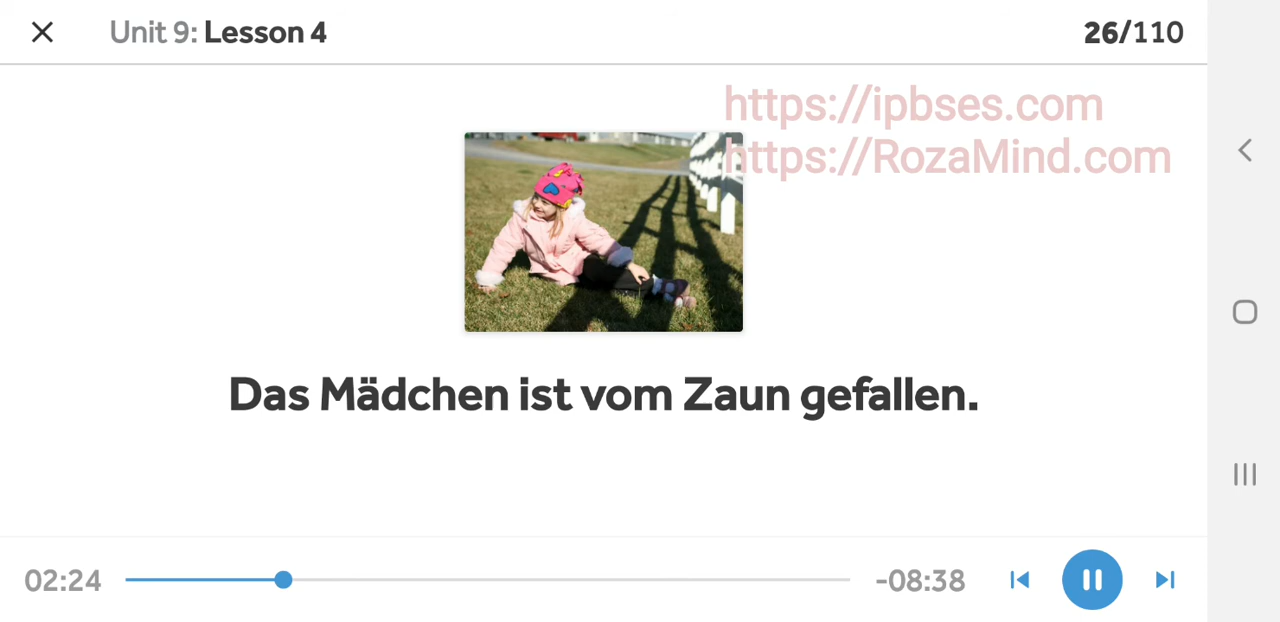 Unit 9: Lesson 4
26/110
https://ipbses.com
https://RozaMind.com
Das Mädchen ist vom Zaun gefallen.
02:24
-08:38